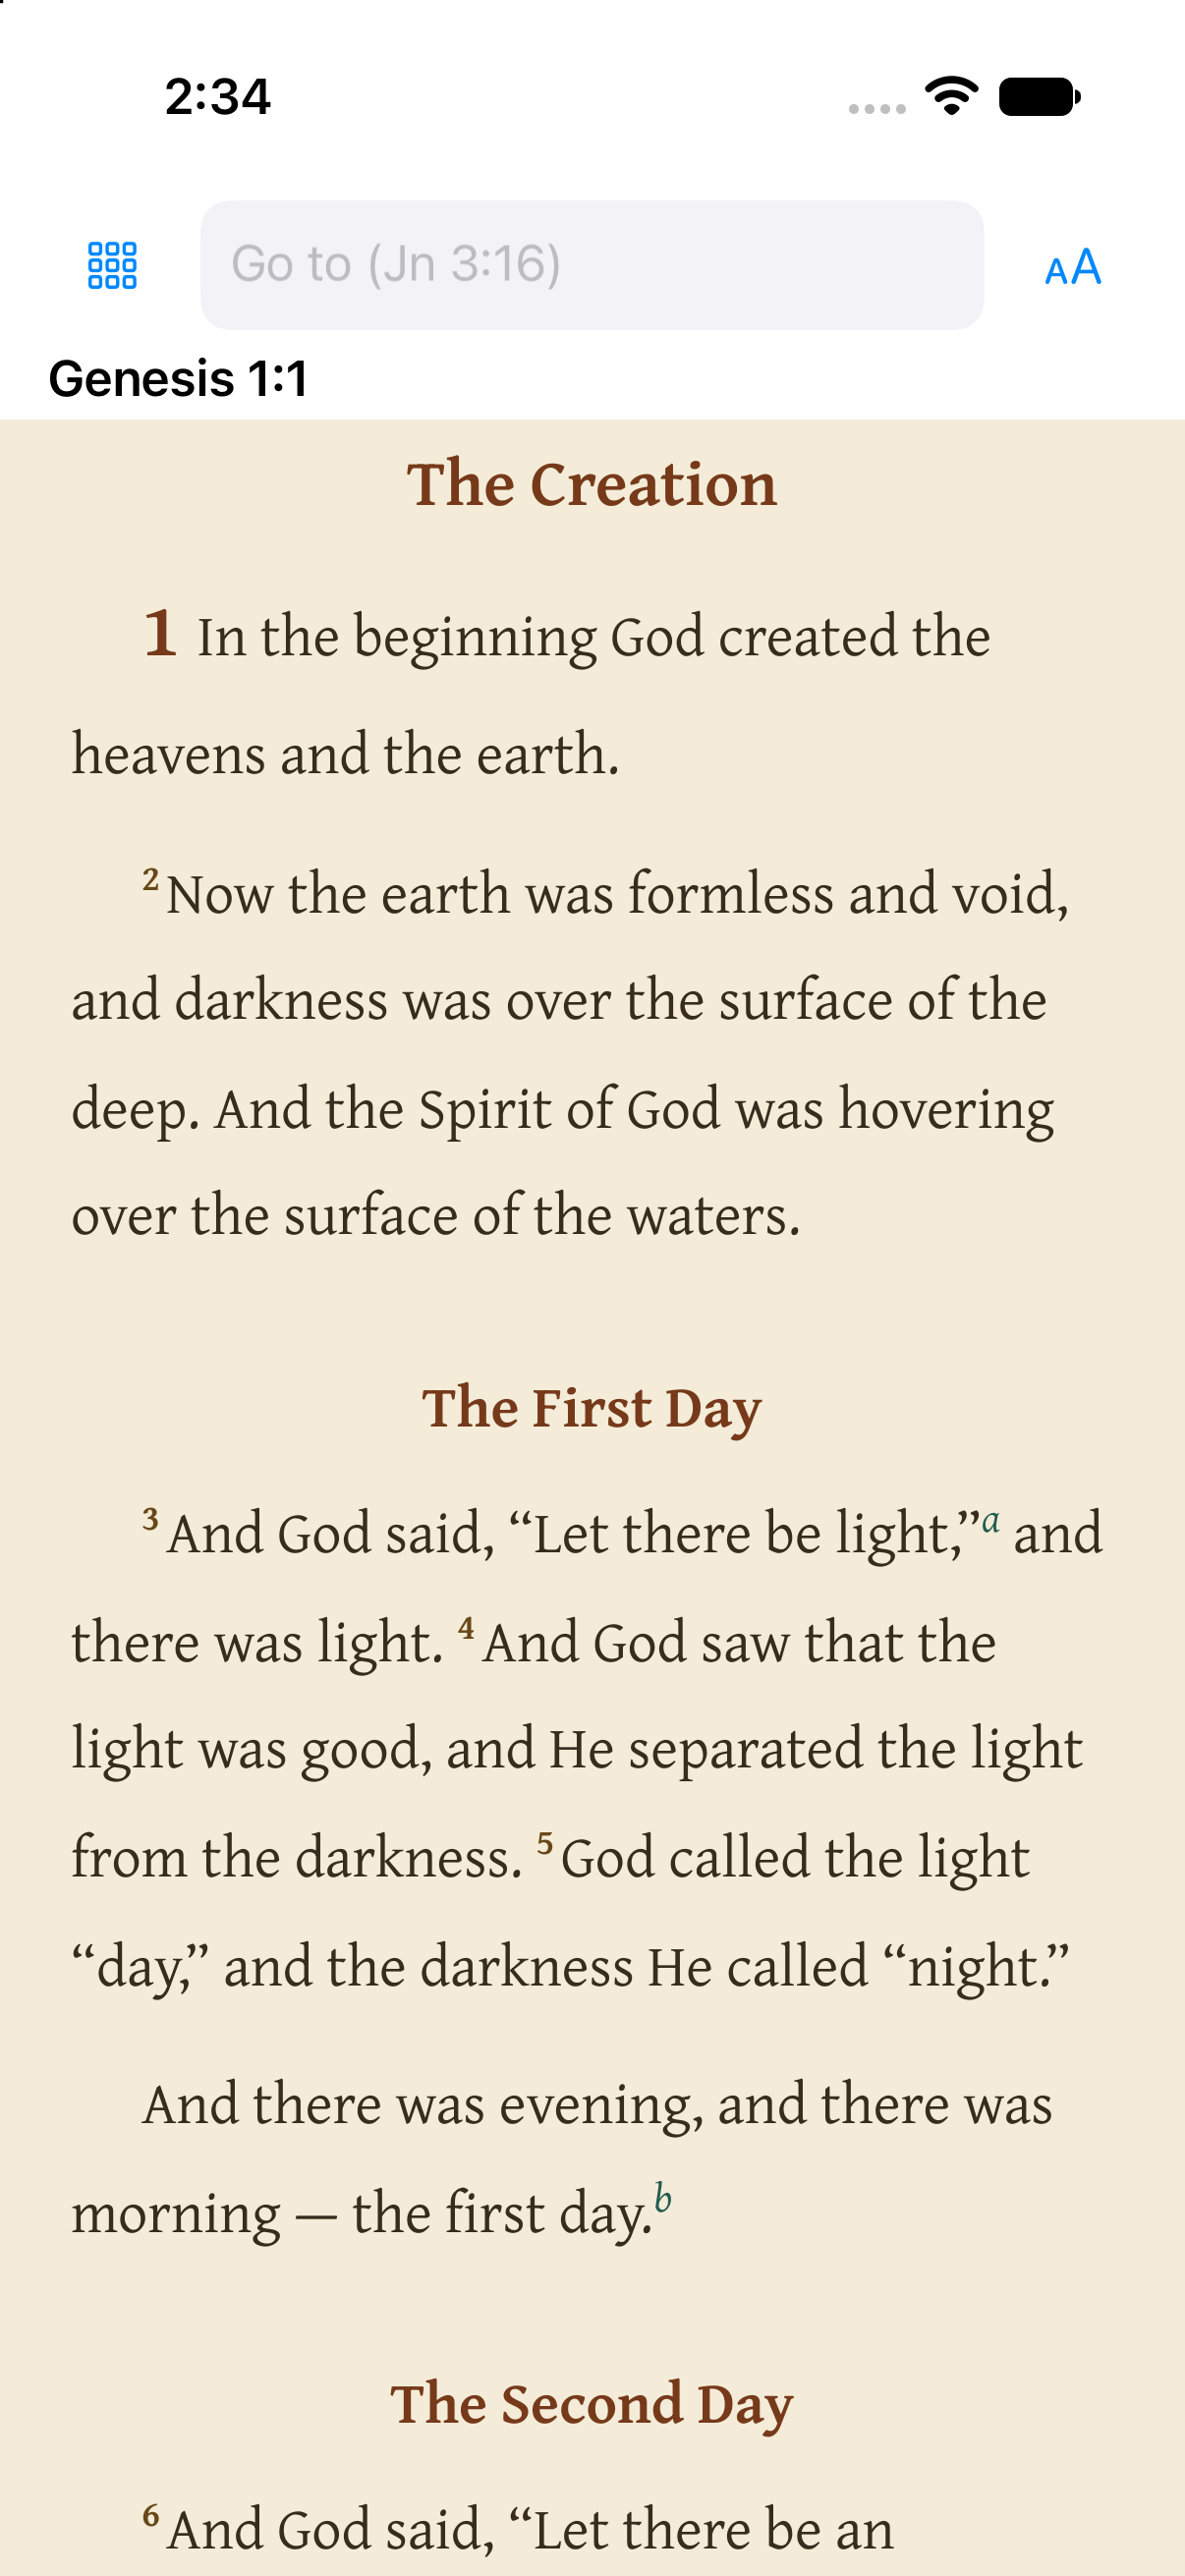 2:34
Go to (Jn 3:16)
AA
Genesis 1:1
The Creation
1 In the beginning God created the
heavens and the earth.
2 Now the earth was formless and void,
and darkness was over the surface of the
deep. And the Spirit of God was hovering
over the surface of the waters.
The First Day
3 And God said, “Let there be light,”a and
there was light. 4 And God saw that the
light was good, and He separated the light
from the darkness. 5 God called the light
“day,” and the darkness He called “night.”
And there was evening, and there was
morning — the first day.b
The Second Day
6 And God said, “Let there be an